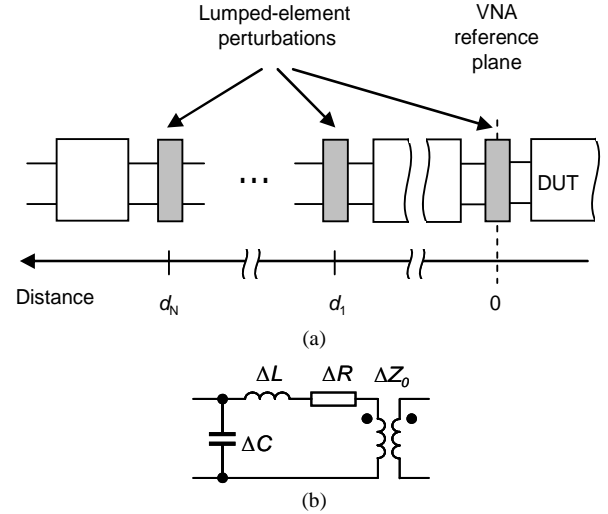 Lumped-element
perturbations
VNA
reference
plane
...
DUT
Distance
dN
d1
0
(a)
ΔL
ΔR
ΔZ0
ΔC
(b)